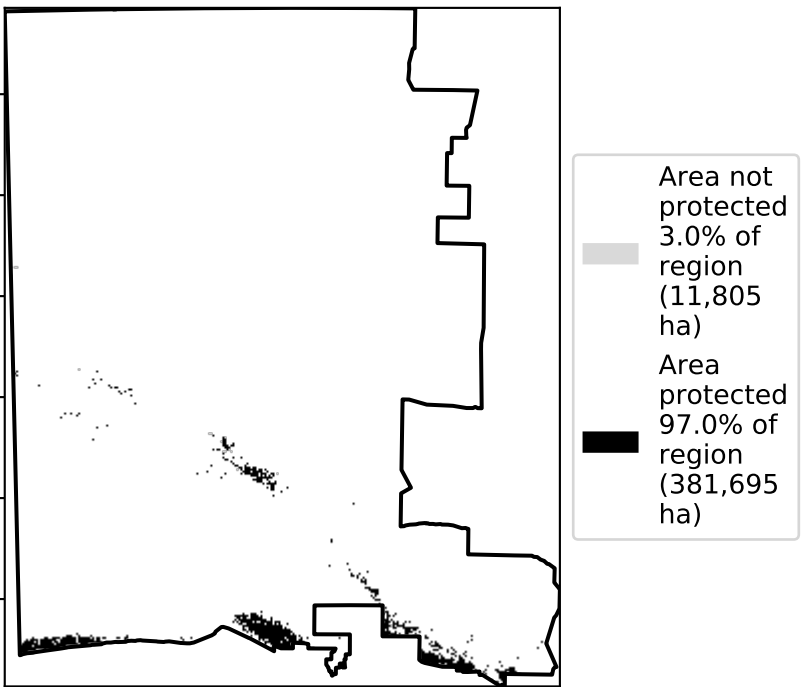 Area not
protected
3.0% of
region
(11,805
ha)
Area
protected
97.0% of
region
(381,695
ha)